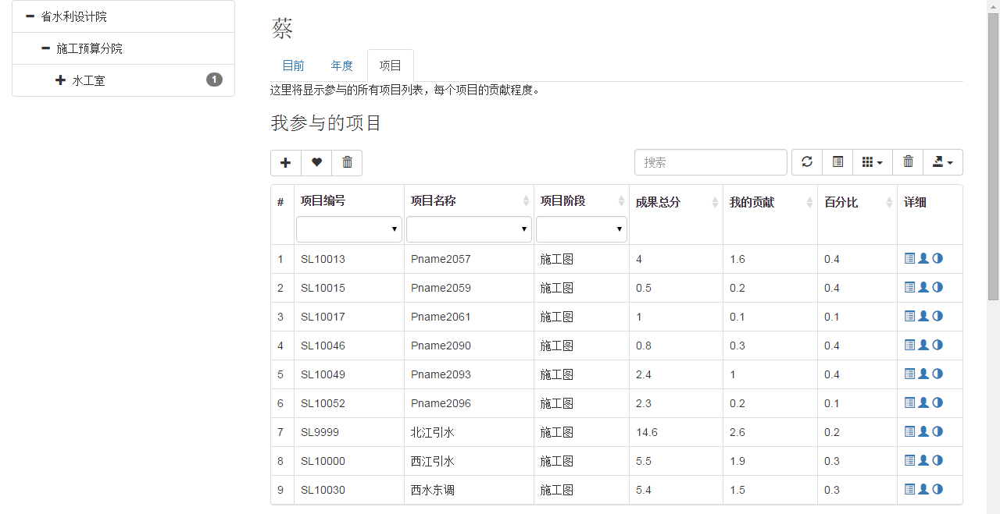 省水利设计院
施工预算分院
水工室 1
蔡
目前 年度 项目
这里将显示参与的所有项目列表，每个项目的贡献程度。
我参与的项目
搜索
# 项目编号 项目名称 项目阶段 成果总分 我的贡献 百分比 详细
1 SL10013 Pname2057 施工图 4 1.6 0.4
2 SL10015 Pname2059 施工图 0.5 0.2 0.4
3 SL10017 Pname2061 施工图 1 0.1 0.1
4 SL10046 Pname2090 施工图 0.8 0.3 0.4
5 SL10049 Pname2093 施工图 2.4 1 0.4
6 SL10052 Pname2096 施工图 2.3 0.2 0.1
7 SL9999 北江引水 施工图 14.6 2.6 0.2
8 SL10000 西江引水 施工图 5.5 1.9 0.3
9 SL10030 西水东调 施工图 5.4 1.5 0.3